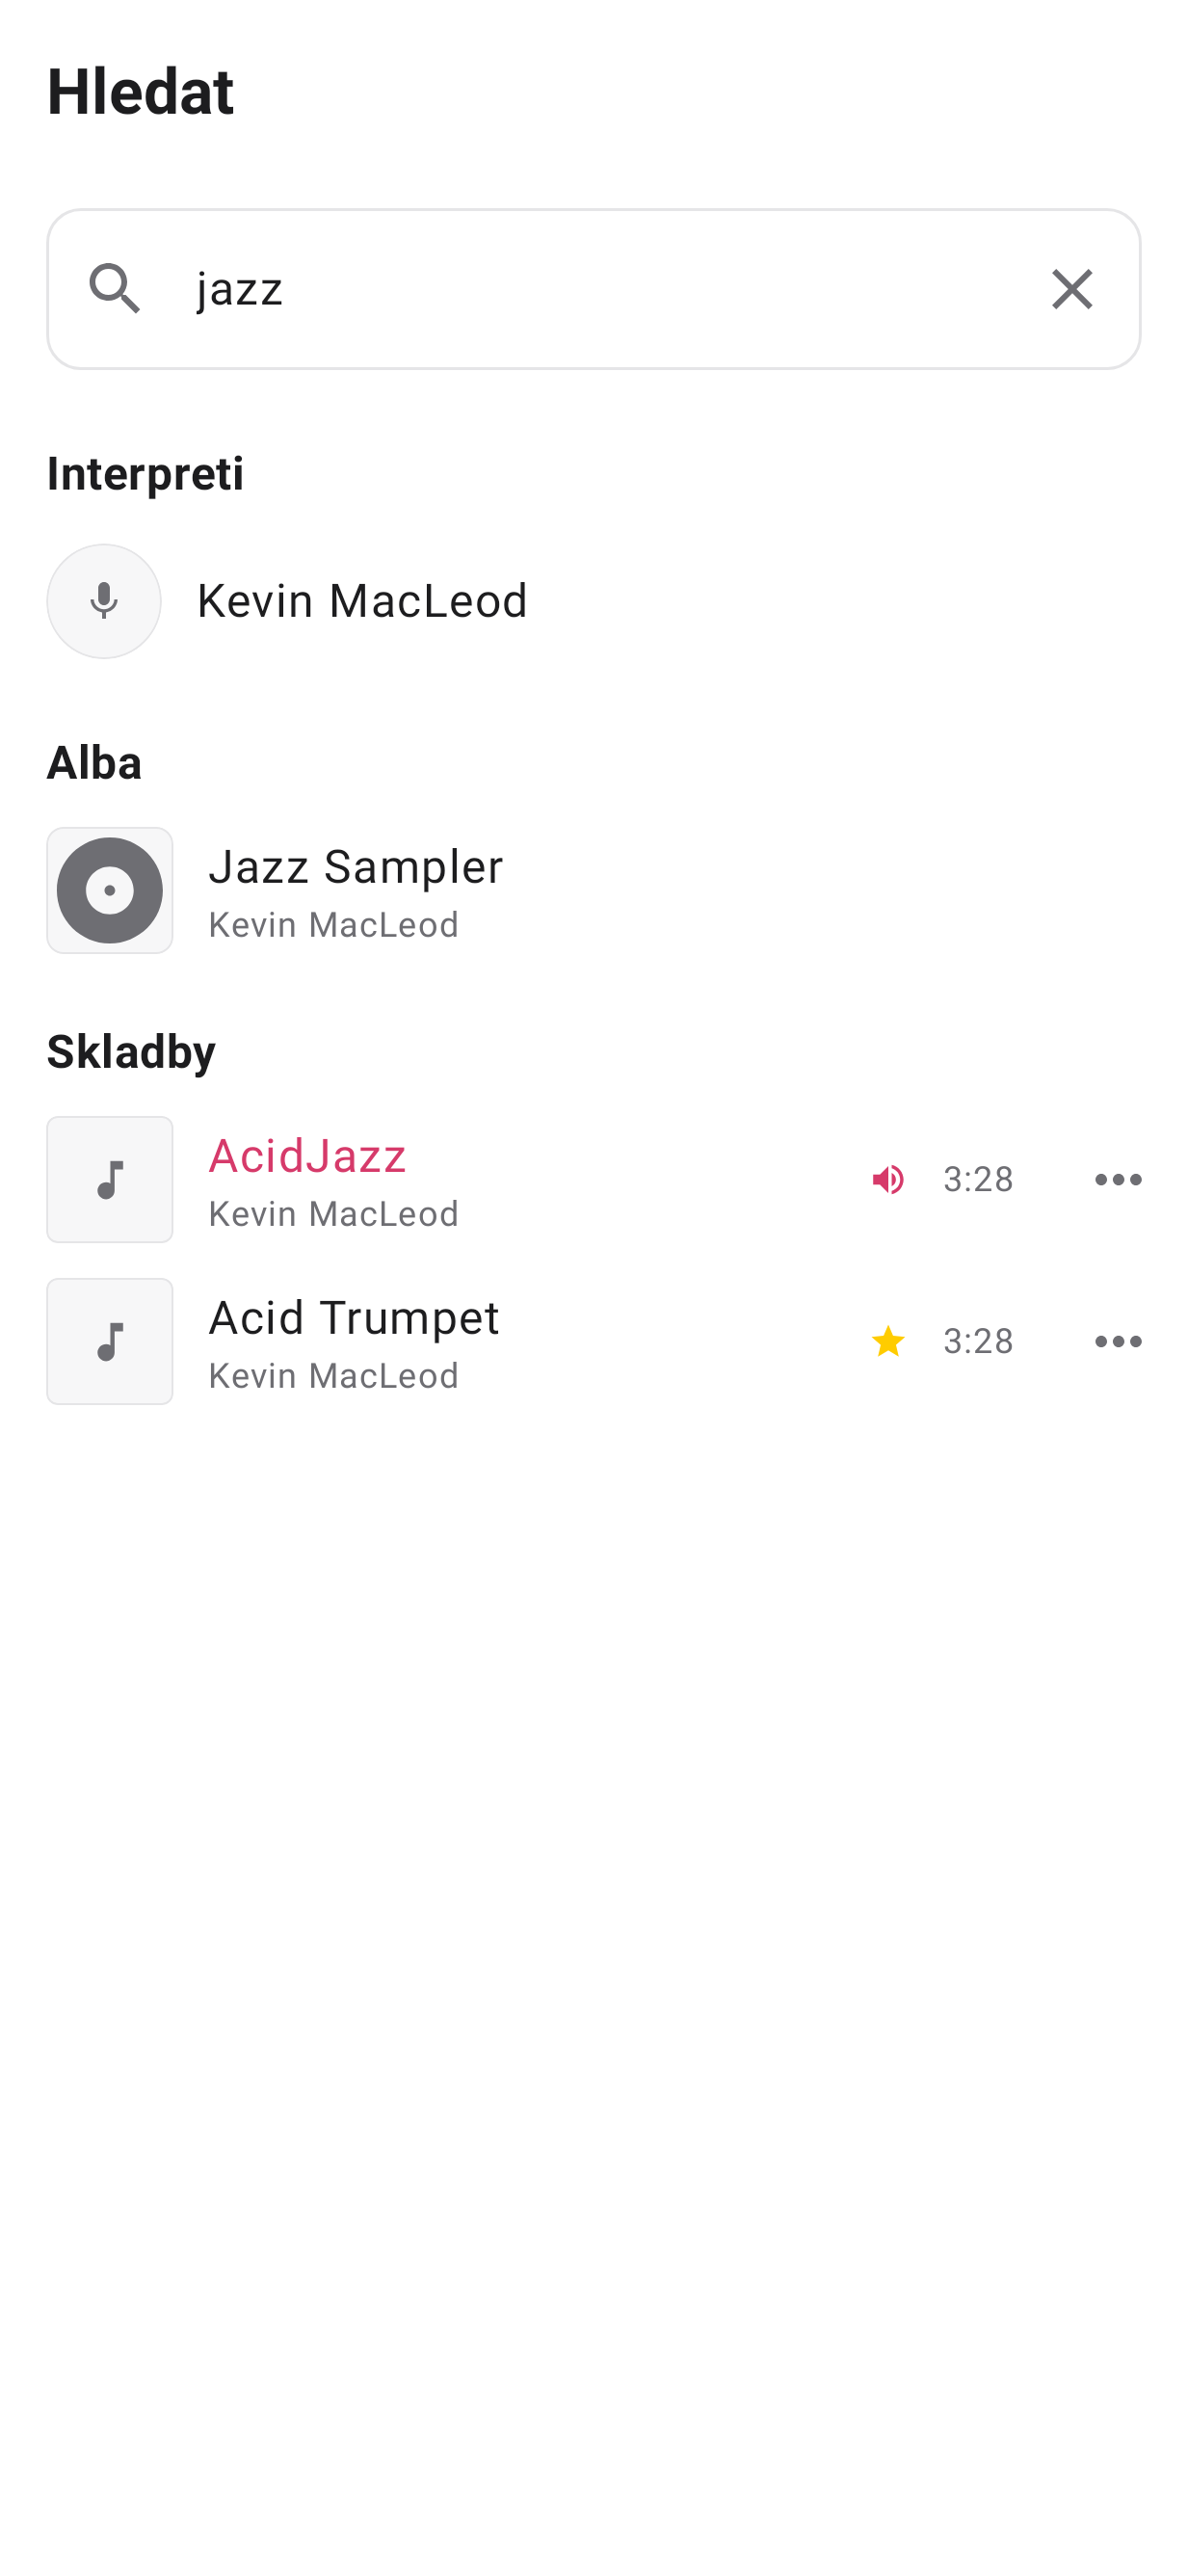 Hledat
jazz
Interpreti
Kevin MacLeod
Alba
Jazz Sampler
Kevin MacLeod
Skladby
AcidJazz
Kevin MacLeod
3:28
Acid Trumpet
Kevin MacLeod
3:28